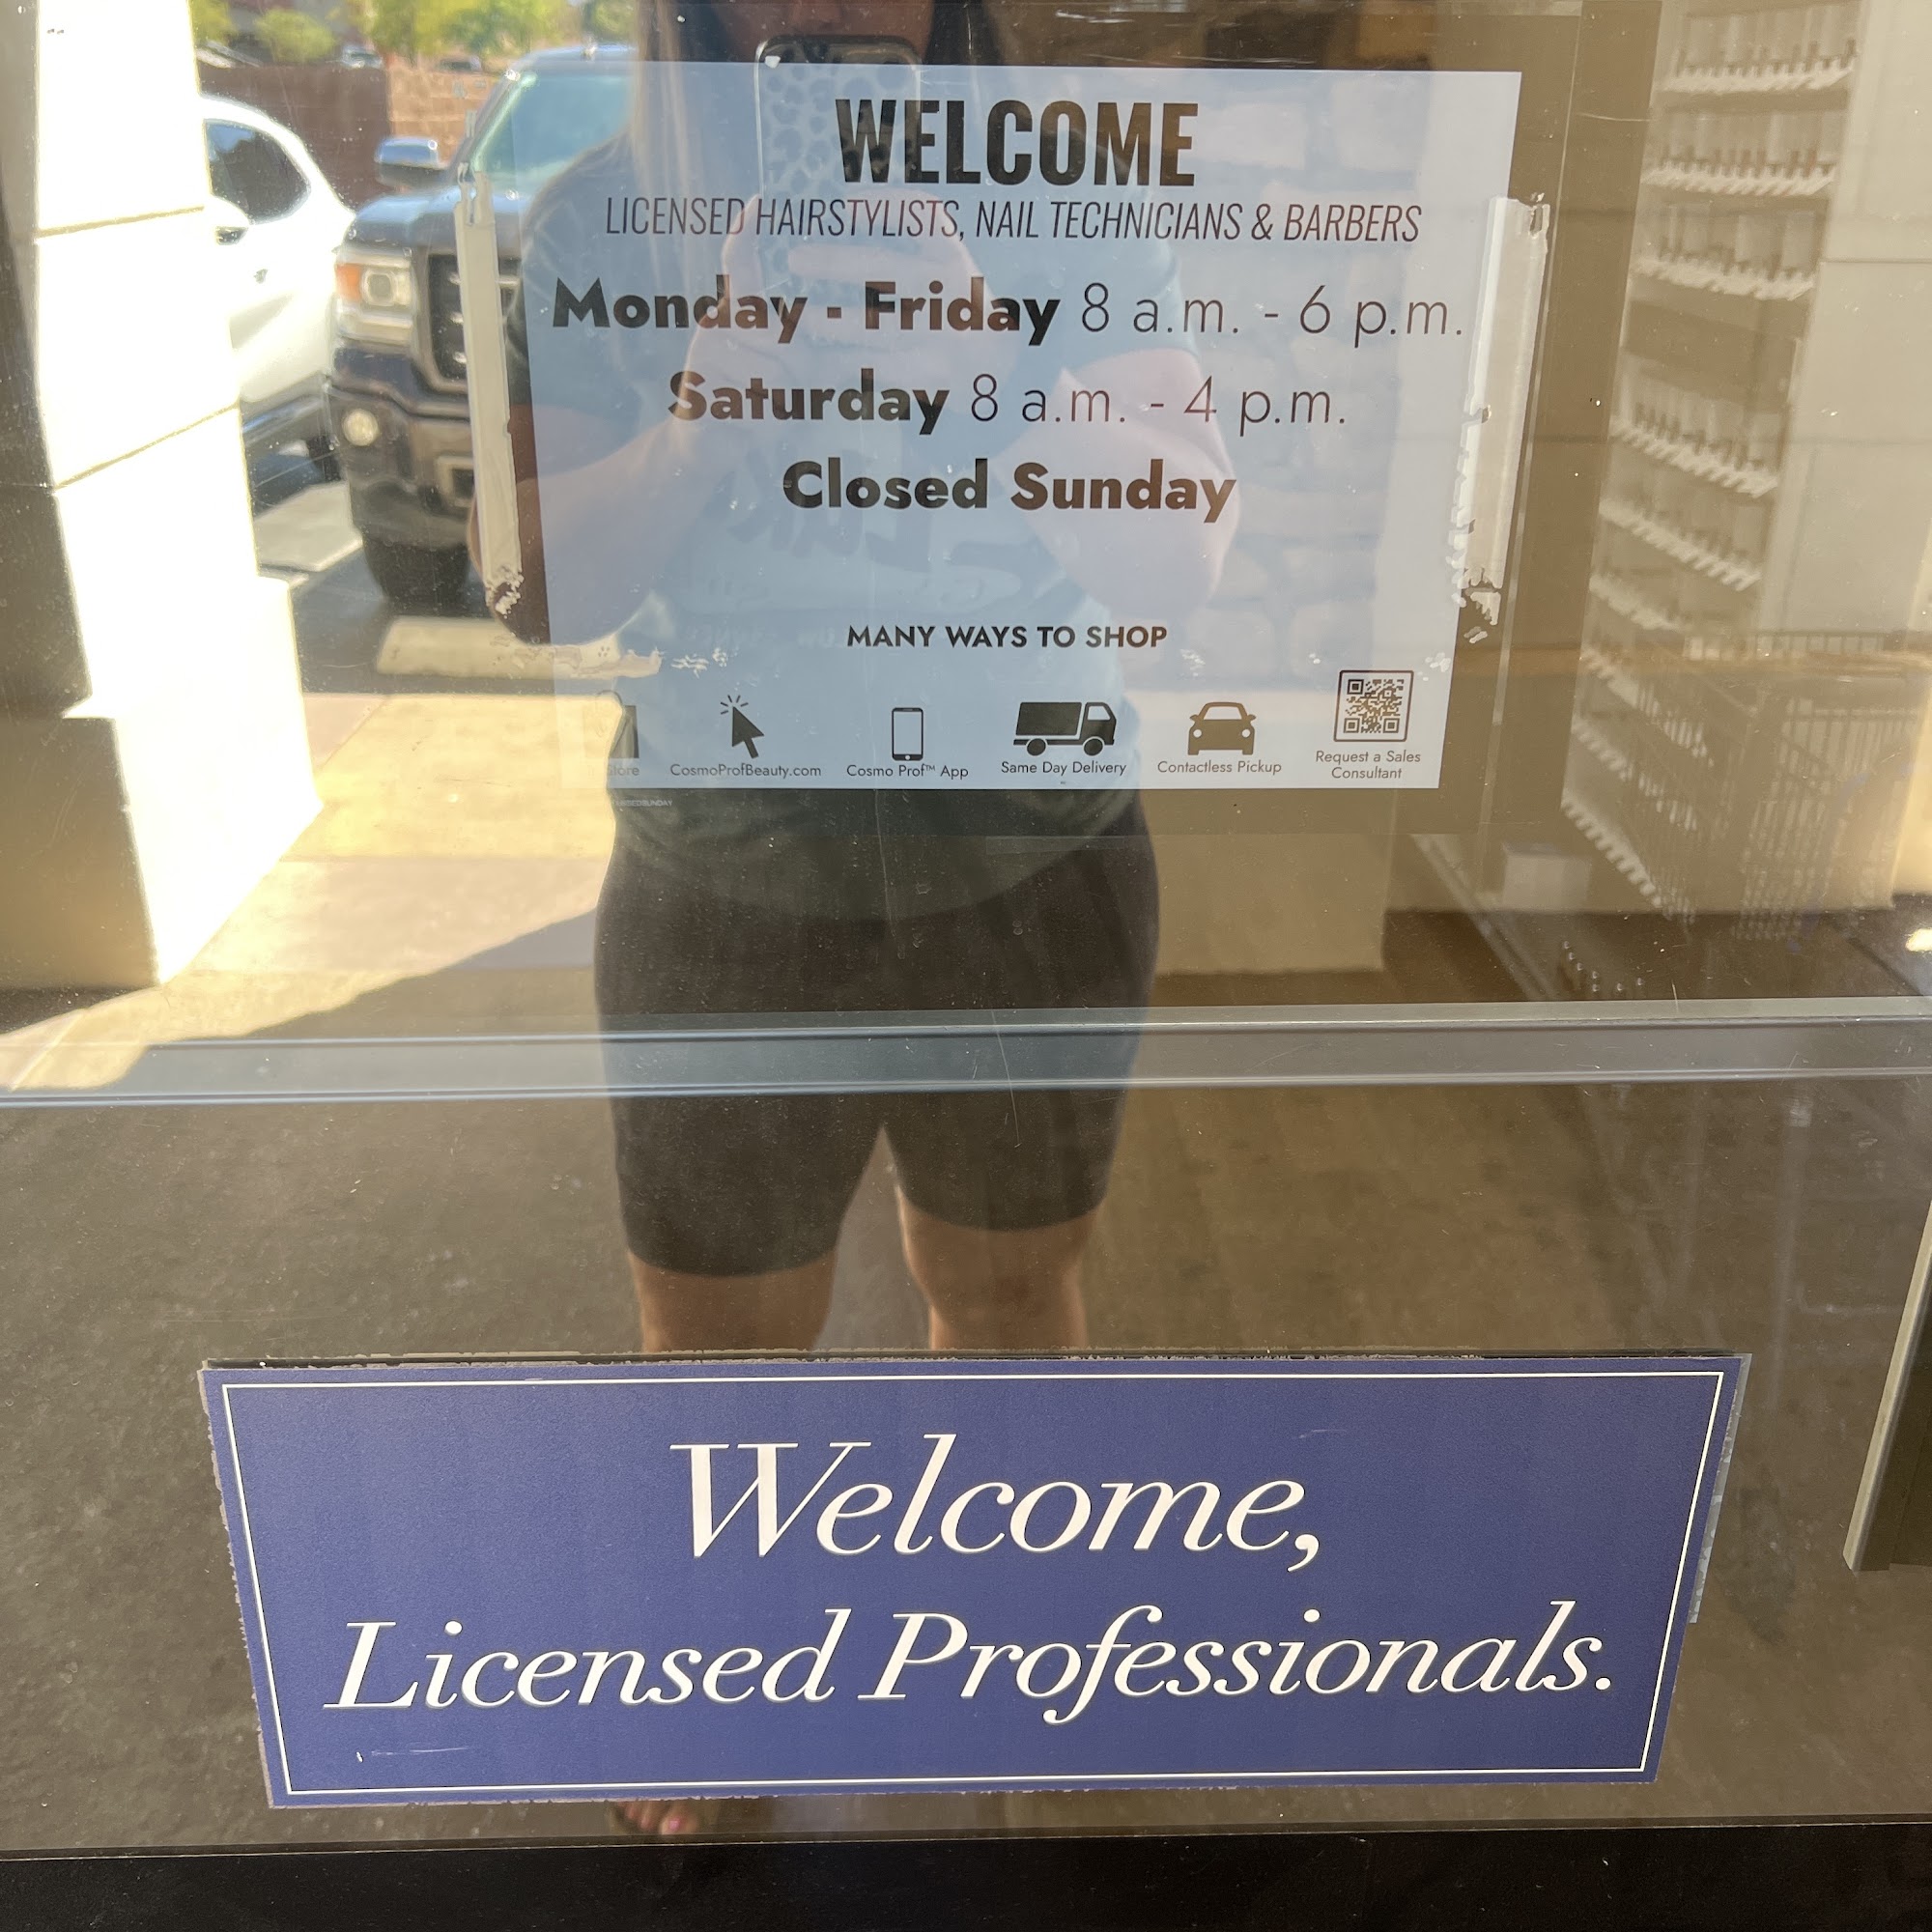 WELCOME
LICENSED HAIRSTYLISTS, NAIL TECHNICIANS & BARBERS
Monday - Friday 8 a.m. - 6 p.m.
Saturday 8 a.m. - 4 p.m.
Closed Sunday
MANY WAYS TO SHOP
Store
CosmoProfBeauty.com
Cosmo Prof™ App
Same Day Delivery
Contactless Pickup
Request a Sales
Consultant
Welcome,
Licensed Professionals.